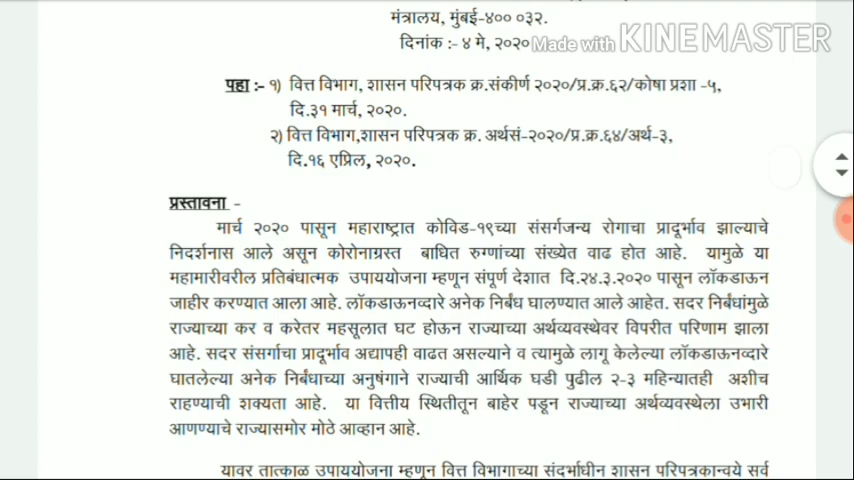 मंत्रालय, मुंबई-४०० ०३२.
दिनांक :- ४ मे, २०२०
Made with KINEMASTER
पहा :- १) वित्त विभाग, शासन परिपत्रक क्र.संकीर्ण २०२०/प्र.क्र.६२/कोषा प्रशा -५,
दि.३१ मार्च, २०२०.
२) वित्त विभाग,शासन परिपत्रक क्र. अर्थसं-२०२०/प्र.क्र.६४/अर्थ-३,
दि.१६ एप्रिल, २०२०.
प्रस्तावना -
मार्च २०२० पासून महाराष्ट्रात कोविड-१९च्या संसर्गजन्य रोगाचा प्रादूर्भाव झाल्याचे
निदर्शनास आले असून कोरोनाग्रस्त बाधित रुग्णांच्या संख्येत वाढ होत आहे. यामुळे या
महामारीवरील प्रतिबंधात्मक उपाययोजना म्हणून संपूर्ण देशात दि.२४.३.२०२० पासून लॉकडाऊन
जाहीर करण्यात आला आहे. लॉकडाऊनव्दारे अनेक निर्बंध घालण्यात आले आहेत. सदर निर्बंधांमुळे
राज्याच्या कर व करेतर महसूलात घट होऊन राज्याच्या अर्थव्यवस्थेवर विपरीत परिणाम झाला
आहे. सदर संसर्गाचा प्रादूर्भाव अद्यापही वाढत असल्याने व त्यामुळे लागू केलेल्या लॉकडाऊनव्दारे
घातलेल्या अनेक निर्बंधाच्या अनुषंगाने राज्याची आर्थिक घडी पुढील २-३ महिन्यातही अशीच
राहण्याची शक्यता आहे. या वित्तीय स्थितीतून बाहेर पडून राज्याच्या अर्थव्यवस्थेला उभारी
आणण्याचे राज्यासमोर मोठे आव्हान आहे.
यावर तात्काळ उपाययोजना म्हणून वित्त विभागाच्या संदर्भाधीन शासन परिपत्रकान्वये सर्व